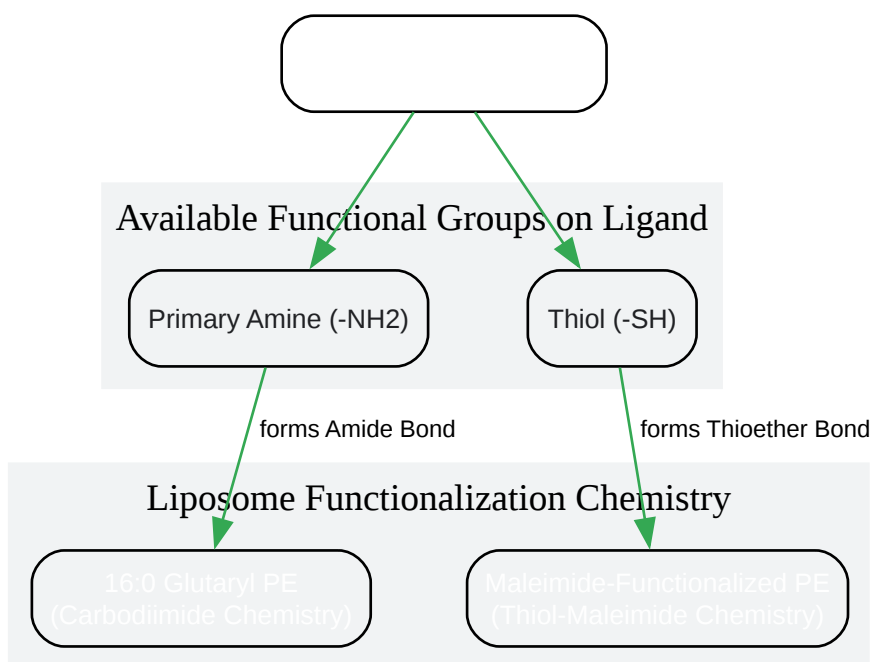 Available Functional Groups on Ligand
Primary Amine (-NH2)
Thiol (-SH)
forms Amide Bond
forms Thioether Bond
Liposome Functionalization Chemistry
16:0 Glutaryl PE
(Carbodiimide Chemistry)
Maleimide-Functionalized PE
(Thiol-Maleimide Chemistry)